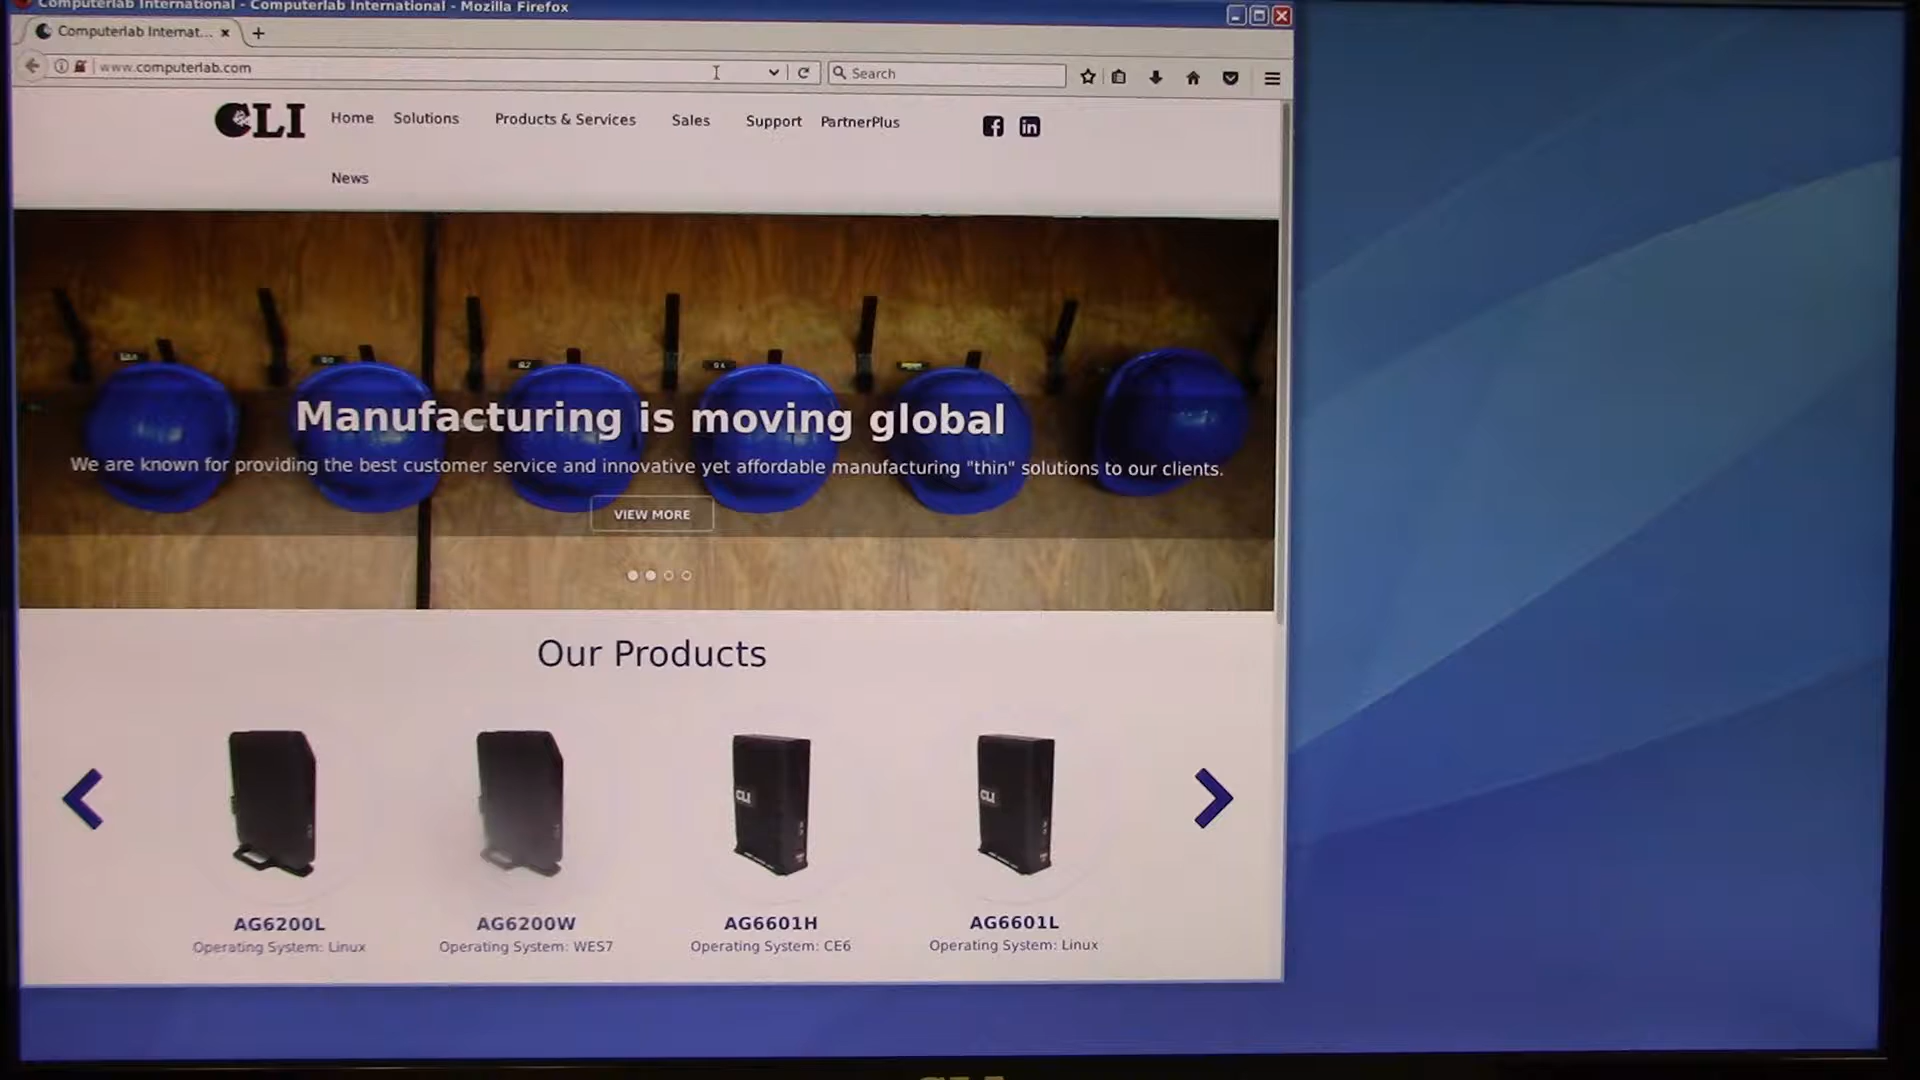 Computerlab International - Computerlab International - Mozilla Firefox
Computerlab Internat...
www.computerlab.com
Search
CLI
Home Solutions Products & Services Sales Support PartnerPlus
News
Manufacturing is moving global
We are known for providing the best customer service and innovative yet affordable manufacturing "thin" solutions to our clients.
VIEW MORE
Our Products
CLI
CLI
AG6200L AG6200W AG6601H AG6601L
Operating System: Linux Operating System: WES7 Operating System: CE6 Operating System: Linux